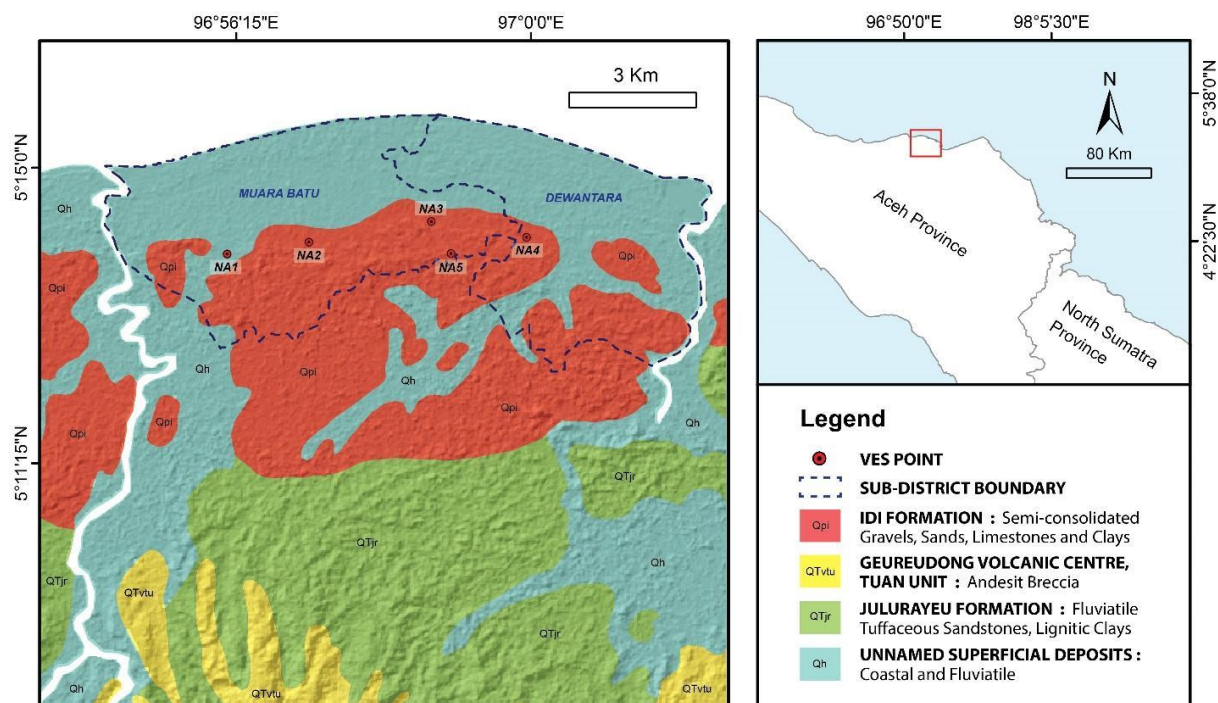 96°56'15"E
97°0'0"E
5°15'0"N
5°11'15"N
3 Km
MUARA BATU
DEWANTARA
NA3
NA4
NA2
NA1
NA5
Qh
Qpi
Qpi
Qpi
Qh
Qpi
Qh
Qpi
Qpi
Qpi
Qh
QTjr
QTjr
QTjr
QTvtu
Qh
QTjr
Qh
QTvtu
QTvtu
96°50'0"E
98°5'30"E
5°38'0"N
4°22'30"N
N
80 Km
Aceh Province
North Sumatra
Province
Legend
VES POINT
SUB-DISTRICT BOUNDARY
Qpi
IDI FORMATION : Semi-consolidated
Gravels, Sands, Limestones and Clays
QTvtu
GEUREUDONG VOLCANIC CENTRE,
TUAN UNIT : Andesit Breccia
QTjr
JULURAYEU FORMATION : Fluviatile
Tuffaceous Sandstones, Lignitic Clays
Qh
UNNAMED SUPERFICIAL DEPOSITS :
Coastal and Fluviatile